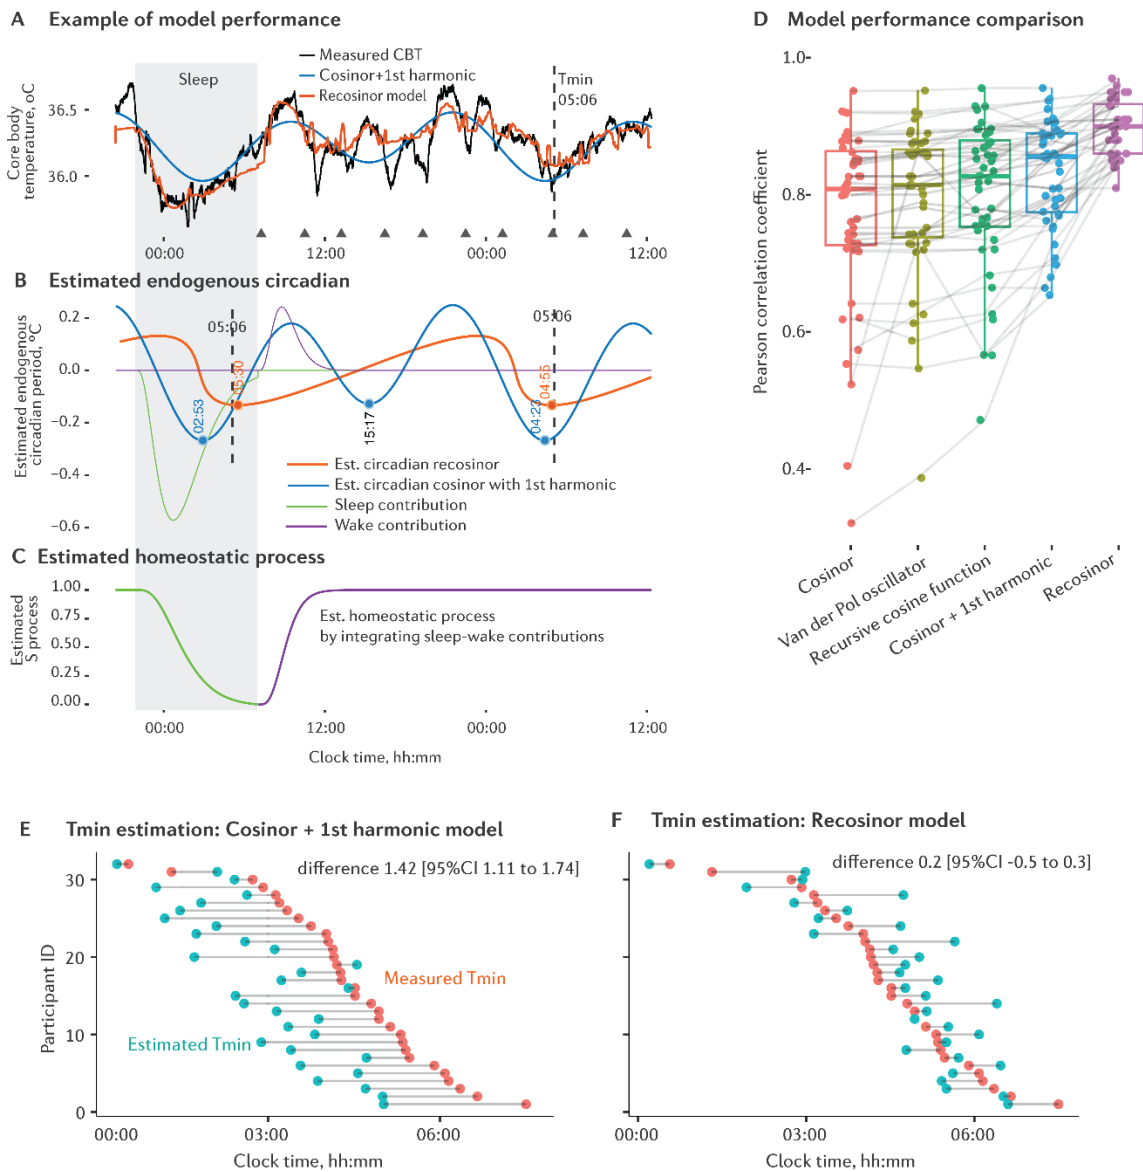 A Example of model performance
Measured CBT
Cosinor+1st harmonic
Recosinor model
Sleep
Tmin
05:06
Core body
temperature, oC
36.5
36.0
00:00 12:00 00:00 12:00
B Estimated endogenous circadian
Estimated endogenous
circadian period, °C
0.2
0.0
−0.2
−0.4
−0.6
05:06
05:30
02:53
15:17
05:06
04:55
04:23
Est. circadian recosinor
Est. circadian cosinor with 1st harmonic
Sleep contribution
Wake contribution
C Estimated homeostatic process
Estimated
S process
1.00
0.75
0.50
0.25
0.00
Est. homeostatic process
by integrating sleep-wake contributions
00:00 12:00 00:00 12:00
Clock time, hh:mm
D Model performance comparison
Pearson correlation coefficient
1.0
0.8
0.6
0.4
Cosinor
Van der Pol oscillator
Recursive cosine function
Cosinor + 1st harmonic
Recosinor
E Tmin estimation: Cosinor + 1st harmonic model
difference 1.42 [95%CI 1.11 to 1.74]
Participant ID
30
20
10
0
Measured Tmin
Estimated Tmin
00:00 03:00 06:00
Clock time, hh:mm
F Tmin estimation: Recosinor model
difference 0.2 [95%CI -0.5 to 0.3]
00:00 03:00 06:00
Clock time, hh:mm